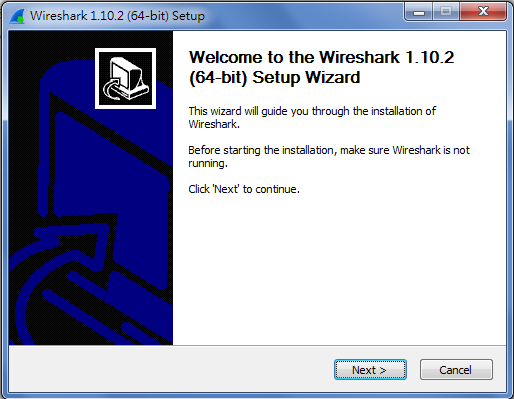 Wireshark 1.10.2 (64-bit) Setup
Welcome to the Wireshark 1.10.2
(64-bit) Setup Wizard
This wizard will guide you through the installation of
Wireshark.
Before starting the installation, make sure Wireshark is not
running.
Click 'Next' to continue.
Next >
Cancel